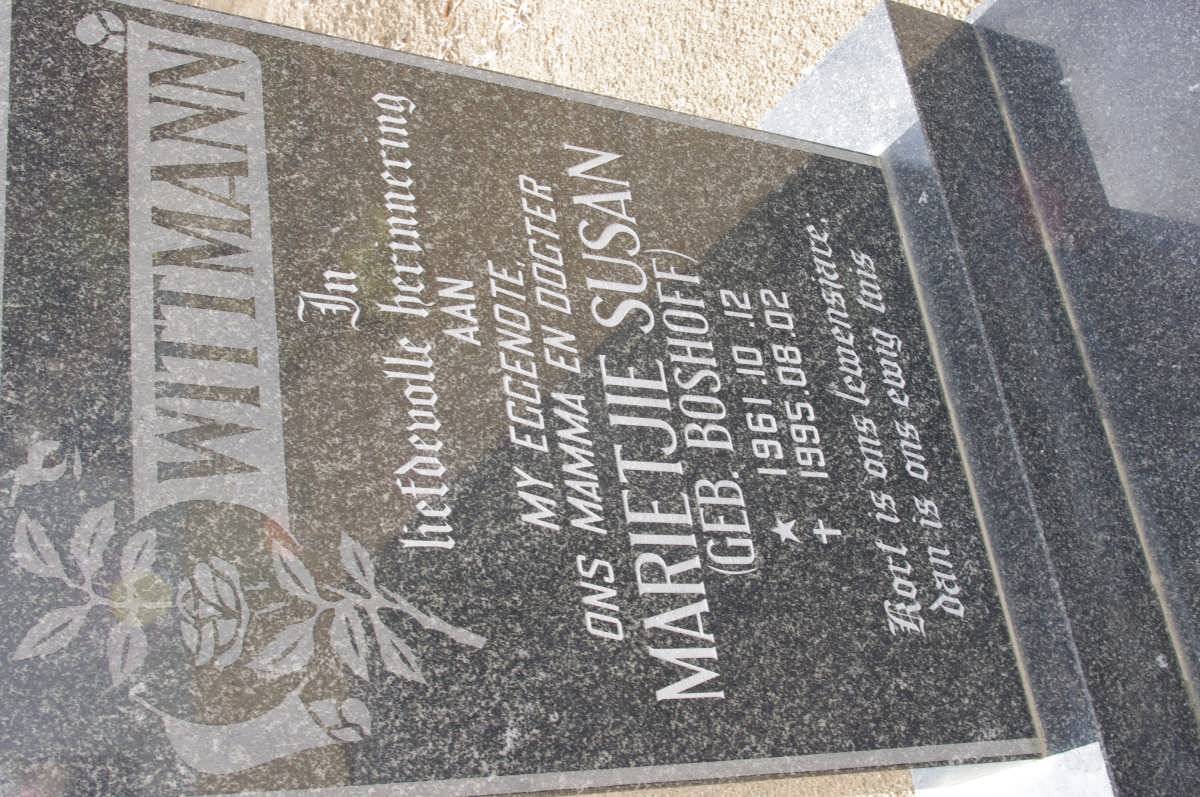 WITTMANN
In
liefdevolle herinnering
AAN
MY EGGENOTE,
ONS MAMMA EN DOGTER
MARIETJIE SUSAN
(GEB. BOSHOFF)
★ 1961.10.12
✝ 1995.08.02
Kort is ons lewensjare.
dan is ons ewig tuis